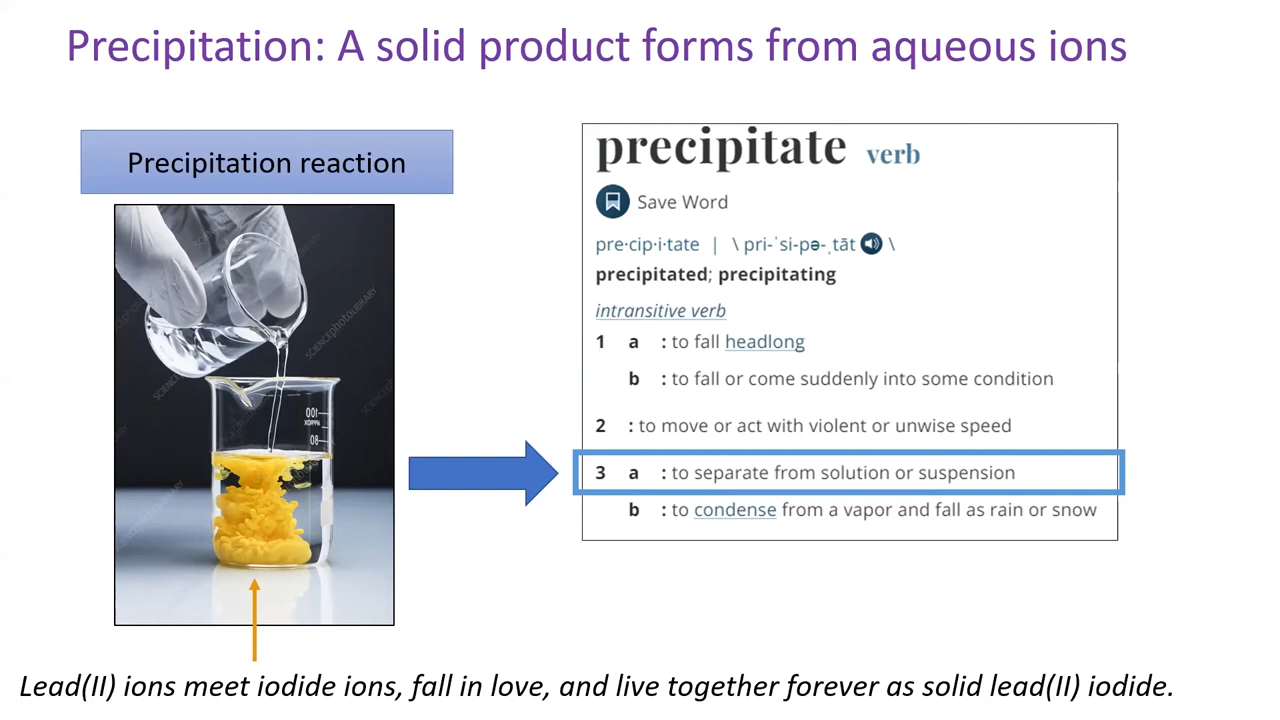 Precipitation: A solid product forms from aqueous ions
Precipitation reaction
SCIENCEphotoLIBRARY
100
APPROX
80
precipitate verb
Save Word
pre·cip·i·tate | \ pri-ˈsi-pə-ˌtāt \
precipitated; precipitating
intransitive verb
1 a : to fall headlong
b : to fall or come suddenly into some condition
2 : to move or act with violent or unwise speed
3 a : to separate from solution or suspension
b : to condense from a vapor and fall as rain or snow
Lead(II) ions meet iodide ions, fall in love, and live together forever as solid lead(II) iodide.